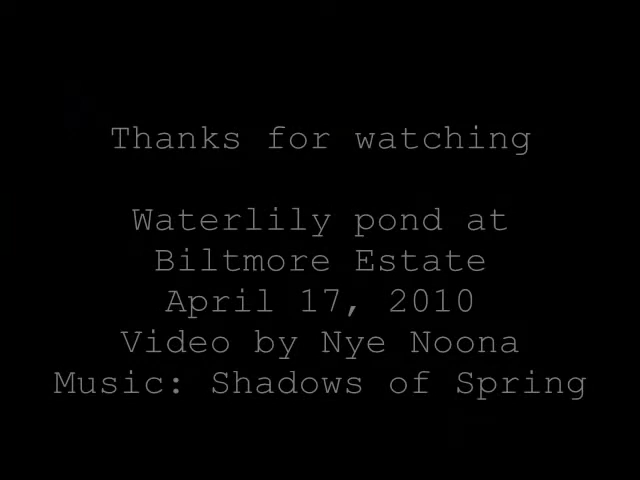 Thanks for watching
Waterlily pond at
Biltmore Estate
April 17, 2010
Video by Nye Noona
Music: Shadows of Spring